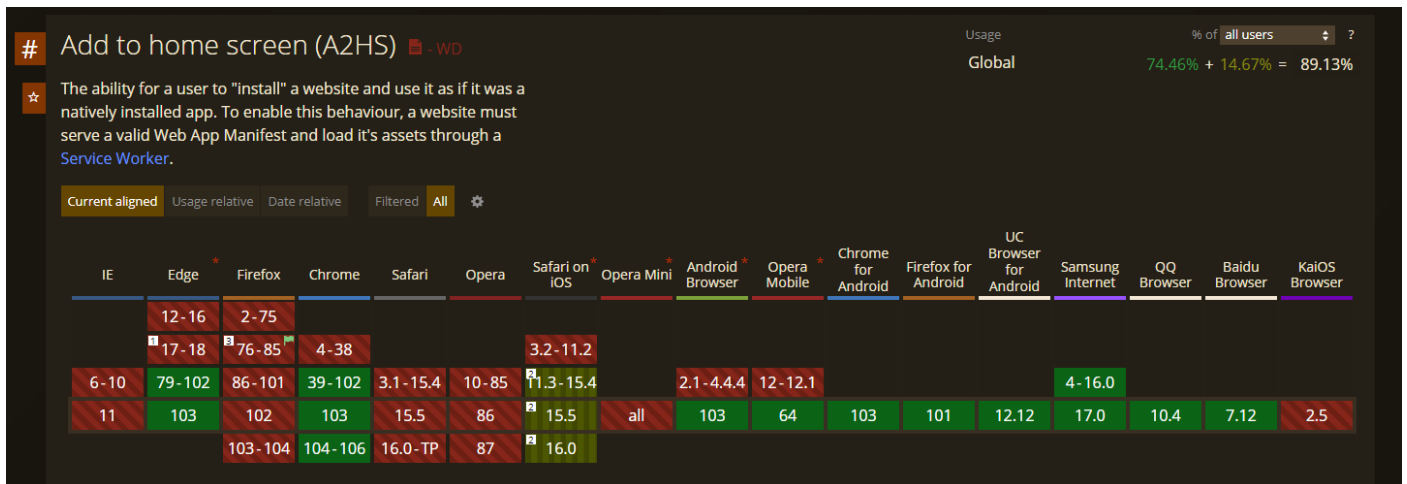 #
Add to home screen (A2HS) - WD
☆
The ability for a user to "install" a website and use it as if it was a
natively installed app. To enable this behaviour, a website must
serve a valid Web App Manifest and load it's assets through a
Service Worker.
Usage % of all users ?
Global 74.46% + 14.67% = 89.13%
Current aligned Usage relative Date relative Filtered All
IE
Edge *
Firefox
Chrome
Safari
Opera
Safari on *
iOS
Opera Mini *
Android *
Browser
Opera *
Mobile
Chrome
for
Android
Firefox for
Android
UC
Browser
for
Android
Samsung
Internet
QQ
Browser
Baidu
Browser
KaiOS
Browser
12-16 2-75
1 17-18 3 76-85 4-38 3.2-11.2
6-10 79-102 86-101 39-102 3.1-15.4 10-85 2 11.3-15.4 2.1-4.4.4 12-12.1 4-16.0
11 103 102 103 15.5 86 2 15.5 all 103 64 103 101 12.12 17.0 10.4 7.12 2.5
103-104 104-106 16.0-TP 87 2 16.0